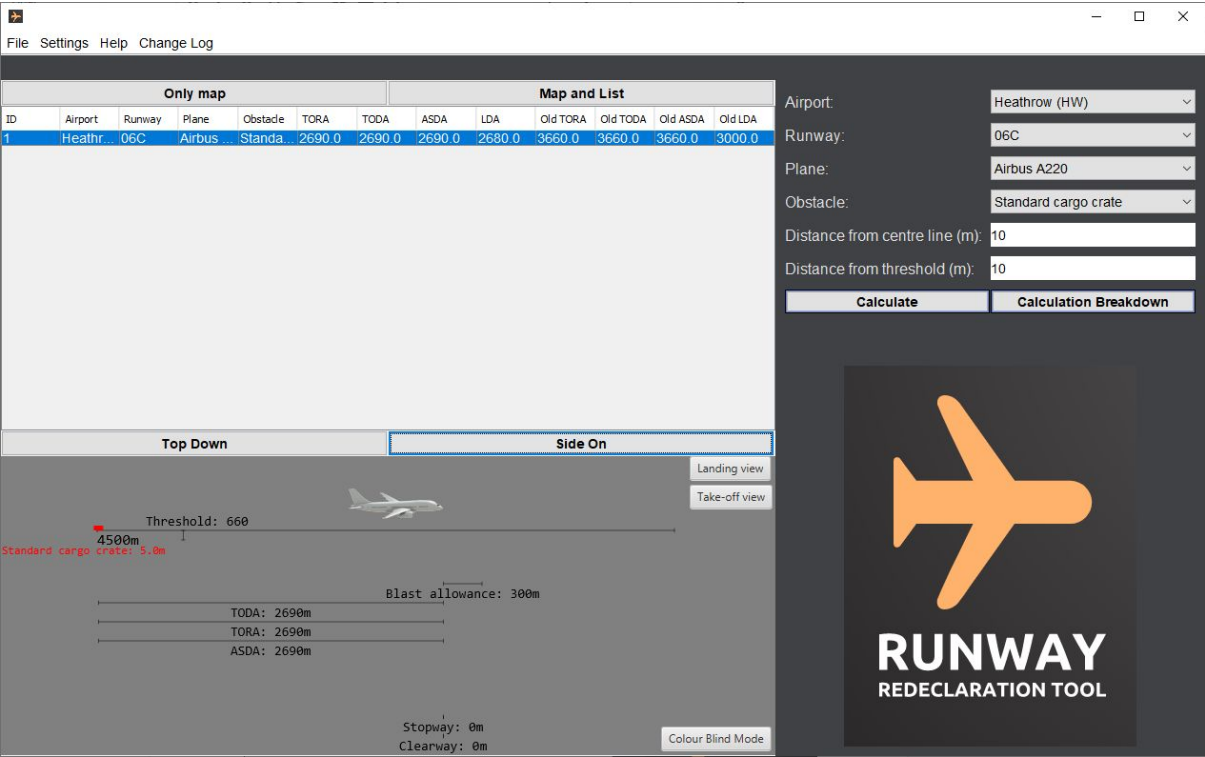 File Settings Help Change Log
Only map Map and List
ID Airport Runway Plane Obstacle TORA TODA ASDA LDA Old TORA Old TODA Old ASDA Old LDA
1 Heathr... 06C Airbus ... Standa... 2690.0 2690.0 2690.0 2680.0 3660.0 3660.0 3660.0 3000.0
Airport: Heathrow (HW)
Runway: 06C
Plane: Airbus A220
Obstacle: Standard cargo crate
Distance from centre line (m): 10
Distance from threshold (m): 10
Calculate Calculation Breakdown
Top Down Side On
Landing view
Take-off view
Threshold: 660
4500m
Standard cargo crate: 5.0m
Blast allowance: 300m
TODA: 2690m
TORA: 2690m
ASDA: 2690m
Stopway: 0m
Clearway: 0m
Colour Blind Mode
RUNWAY
REDECLARATION TOOL